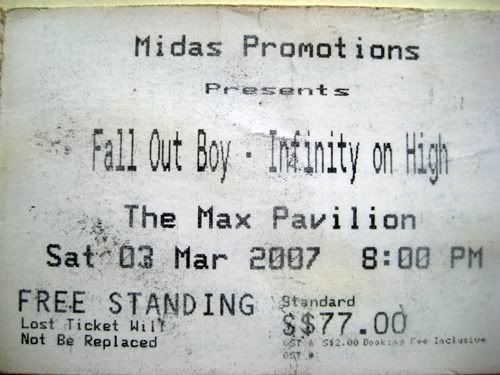 Midas Promotions
Presents
Fall Out Boy - Infinity on High
The Max Pavilion
Sat 03 Mar 2007 8:00 PM
FREE STANDING
Lost Ticket Will
Not Be Replaced
Standard
S$77.00
GST & S$2.00 Booking Fee Inclusive
GST #